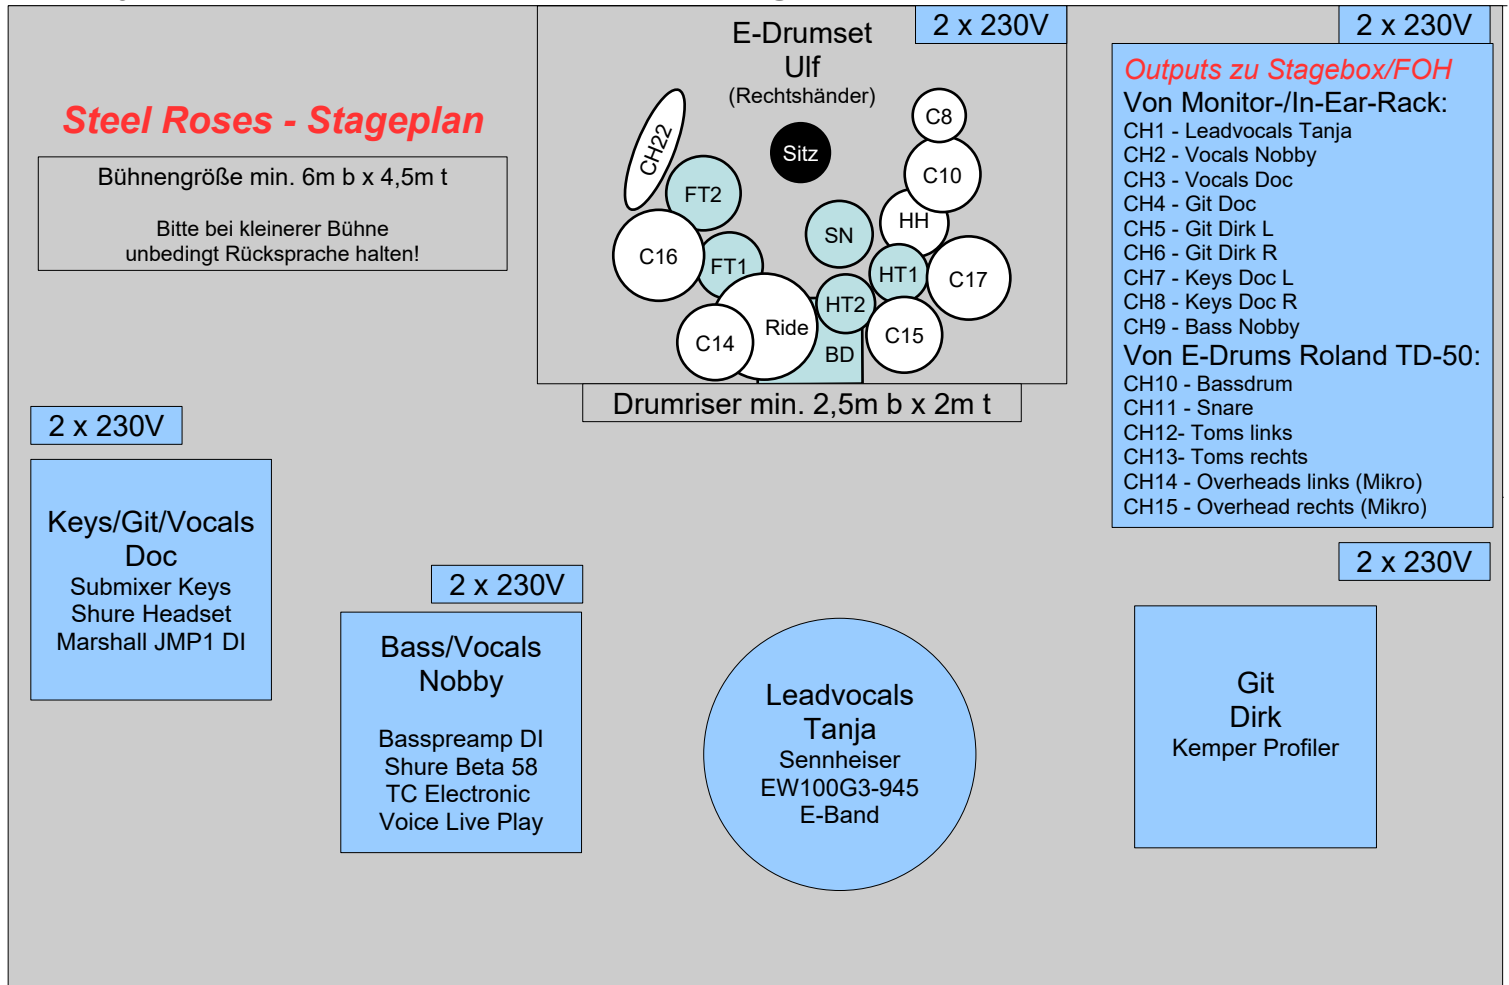 Steel Roses - Stageplan
Bühnengröße min. 6m b x 4,5m t
Bitte bei kleinerer Bühne
unbedingt Rücksprache halten!
E-Drumset
Ulf
(Rechtshänder)
2 x 230V
Sitz
CH22
FT2
C16
FT1
C14
Ride
BD
HT2
SN
HT1
HH
C8
C10
C17
C15
Drumriser min. 2,5m b x 2m t
2 x 230V
Outputs zu Stagebox/FOH
Von Monitor-/In-Ear-Rack:
CH1 - Leadvocals Tanja
CH2 - Vocals Nobby
CH3 - Vocals Doc
CH4 - Git Doc
CH5 - Git Dirk L
CH6 - Git Dirk R
CH7 - Keys Doc L
CH8 - Keys Doc R
CH9 - Bass Nobby
Von E-Drums Roland TD-50:
CH10 - Bassdrum
CH11 - Snare
CH12- Toms links
CH13- Toms rechts
CH14 - Overheads links (Mikro)
CH15 - Overhead rechts (Mikro)
2 x 230V
Keys/Git/Vocals
Doc
Submixer Keys
Shure Headset
Marshall JMP1 DI
2 x 230V
Bass/Vocals
Nobby
Basspreamp DI
Shure Beta 58
TC Electronic
Voice Live Play
Leadvocals
Tanja
Sennheiser
EW100G3-945
E-Band
2 x 230V
Git
Dirk
Kemper Profiler